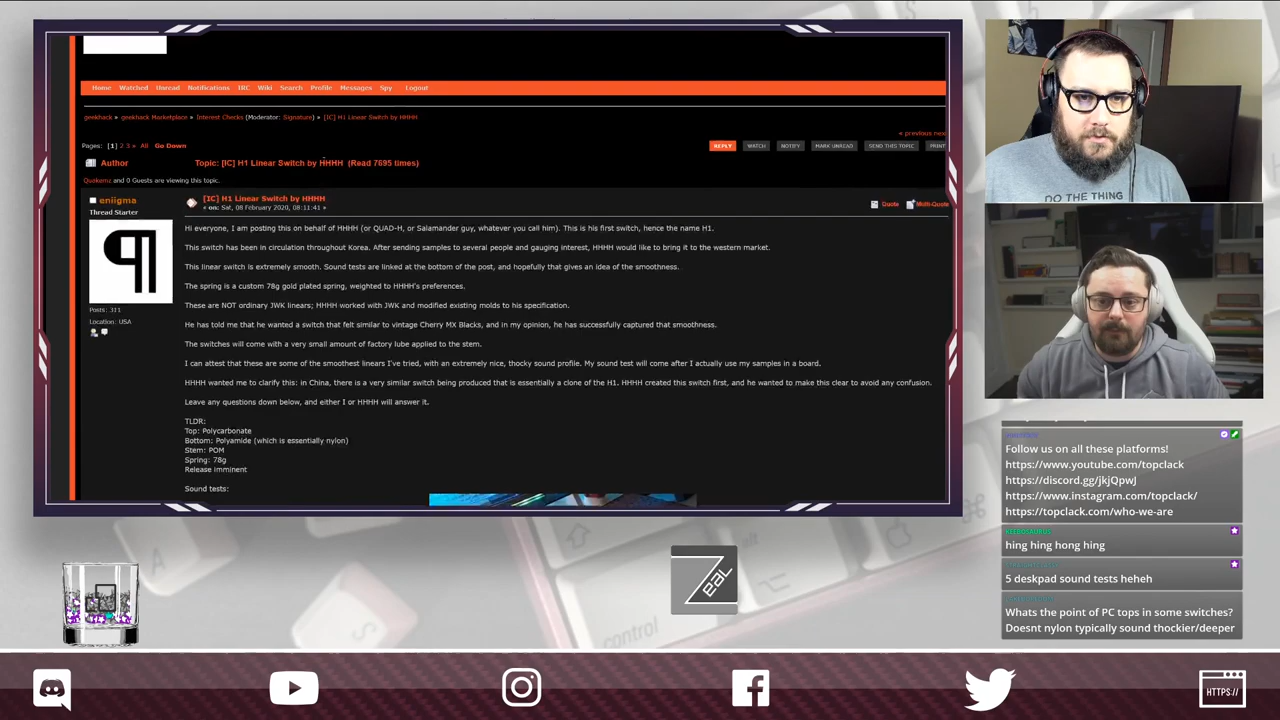 Home Watched Unread Notifications IRC Wiki Search Profile Messages Spy Logout
geekhack » geekhack Marketplace » Interest Checks (Moderator: Signature) » [IC] H1 Linear Switch by HHHH
« previous nex
Pages: [1] 2 3 » All Go Down
REPLY WATCH NOTIFY MARK UNREAD SEND THIS TOPIC PRINT
Author Topic: [IC] H1 Linear Switch by HHHH (Read 7695 times)
Quakemz and 0 Guests are viewing this topic.
eniigma
Thread Starter
¶
Posts: 311
Location: USA
[IC] H1 Linear Switch by HHHH
« on: Sat, 08 February 2020, 08:11:41 »
Quote Multi-Quote
Hi everyone, I am posting this on behalf of HHHH (or QUAD-H, or Salamander guy, whatever you call him). This is his first switch, hence the name H1.
This switch has been in circulation throughout Korea. After sending samples to several people and gauging interest, HHHH would like to bring it to the western market.
This linear switch is extremely smooth. Sound tests are linked at the bottom of the post, and hopefully that gives an idea of the smoothness.
The spring is a custom 78g gold plated spring, weighted to HHHH's preferences.
These are NOT ordinary JWK linears; HHHH worked with JWK and modified existing molds to his specification.
He has told me that he wanted a switch that felt similar to vintage Cherry MX Blacks, and in my opinion, he has successfully captured that smoothness.
The switches will come with a very small amount of factory lube applied to the stem.
I can attest that these are some of the smoothest linears I've tried, with an extremely nice, thocky sound profile. My sound test will come after I actually use my samples in a board.
HHHH wanted me to clarify this: in China, there is a very similar switch being produced that is essentially a clone of the H1. HHHH created this switch first, and he wanted to make this clear to avoid any confusion.
Leave any questions down below, and either I or HHHH will answer it.
TLDR:
Top: Polycarbonate
Bottom: Polyamide (which is essentially nylon)
Stem: POM
Spring: 78g
Release Imminent
Sound tests:
DO THE THING
Follow us on all these platforms!
https://www.youtube.com/topclack
https://discord.gg/jkjQpwJ
https://www.instagram.com/topclack/
https://topclack.com/who-we-are
hing hing hong hing
5 deskpad sound tests heheh
Whats the point of PC tops in some switches?
Doesnt nylon typically sound thockier/deeper
Zeal
control
HTTPS://